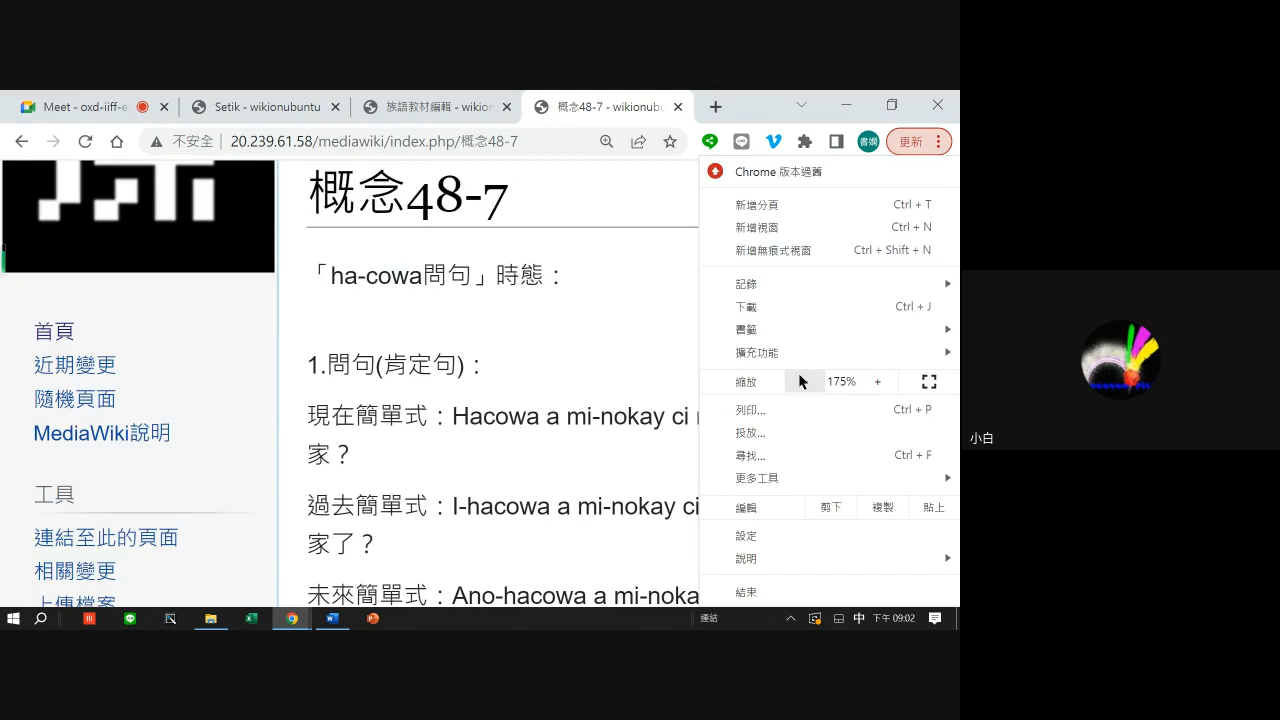 Meet - oxd-iiff-e
Setik - wikionubuntu
族語教材編輯 - wikion
概念48-7 - wikionubu
不安全
20.239.61.58/mediawiki/index.php/概念48-7
書嫻
更新
概念48-7
「ha-cowa問句」時態：
1.問句(肯定句)：
現在簡單式：Hacowa a mi-nokay ci
家？
過去簡單式：I-hacowa a mi-nokay ci
家了？
未來簡單式：Ano-hacowa a mi-noka
首頁
近期變更
隨機頁面
MediaWiki說明
工具
連結至此的頁面
相關變更
上傳檔案
Chrome 版本過舊
新增分頁 Ctrl + T
新增視窗 Ctrl + N
新增無痕式視窗 Ctrl + Shift + N
記錄
下載 Ctrl + J
書籤
擴充功能
縮放 175% +
列印... Ctrl + P
投放...
尋找... Ctrl + F
更多工具
編輯 剪下 複製 貼上
設定
說明
結束
連結
中
下午 09:02
小白